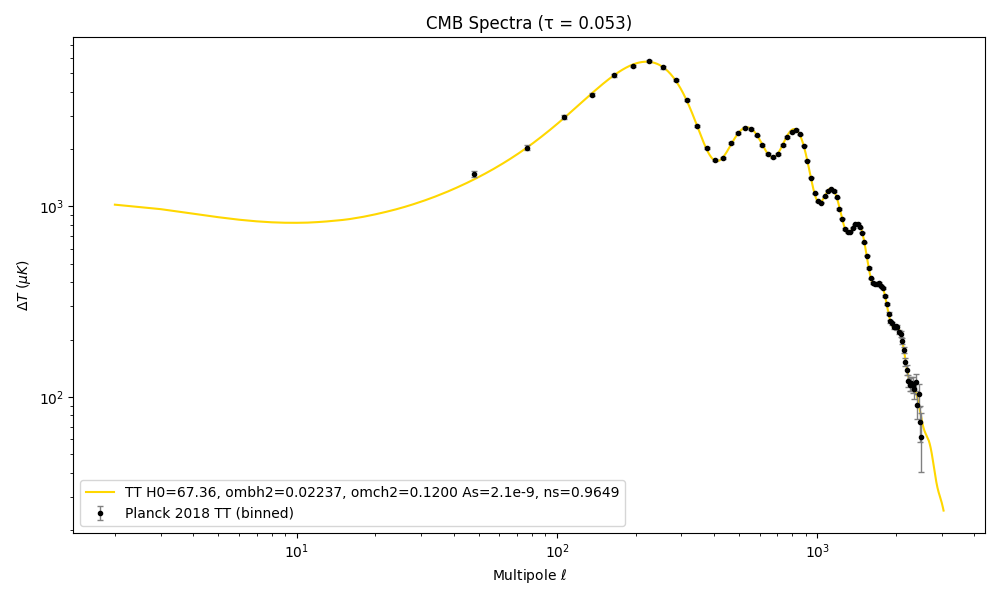 CMB Spectra (τ = 0.053)
ΔT (μK)
10³
10²
TT H0=67.36, ombh2=0.02237, omch2=0.1200 As=2.1e-9, ns=0.9649
Planck 2018 TT (binned)
10¹
10²
10³
Multipole ℓ